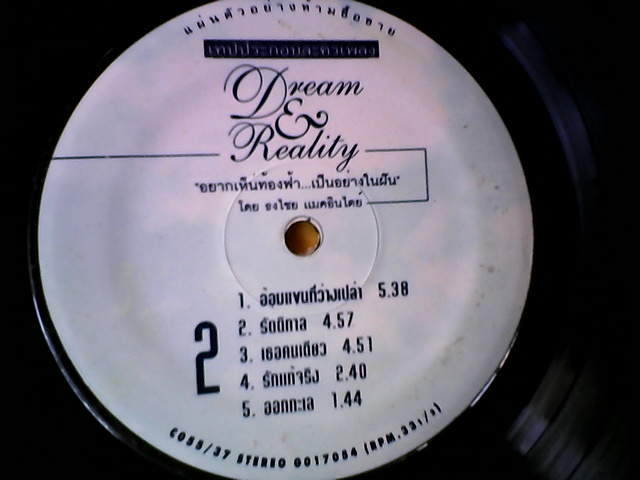 แผ่นตัวอย่างห้ามซื้อขาย
เทปประกอบละครเพลง
Dream
&
Reality
"อยากเห็นท้องฟ้า...เป็นอย่างในฝัน"
โดย ธงไชย แมคอินไตย์
2
1. อ้อมแขนที่ว่างเปล่า 5.38
2. รัตติกาล 4.57
3. เธอคนเดียว 4.51
4. รักแท้จริง 2.40
5. ออกทะเล 1.44
COSS/37 STEREO G017054 (RPM.331/3)